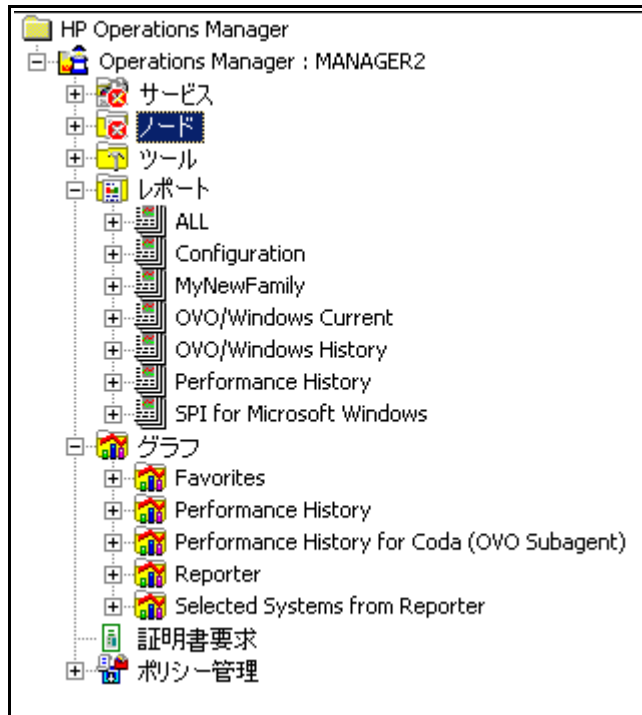 HP Operations Manager
Operations Manager : MANAGER2
サービス
ノード
ツール
レポート
ALL
Configuration
MyNewFamily
OVO/Windows Current
OVO/Windows History
Performance History
SPI for Microsoft Windows
グラフ
Favorites
Performance History
Performance History for Coda (OVO Subagent)
Reporter
Selected Systems from Reporter
証明書要求
ポリシー管理